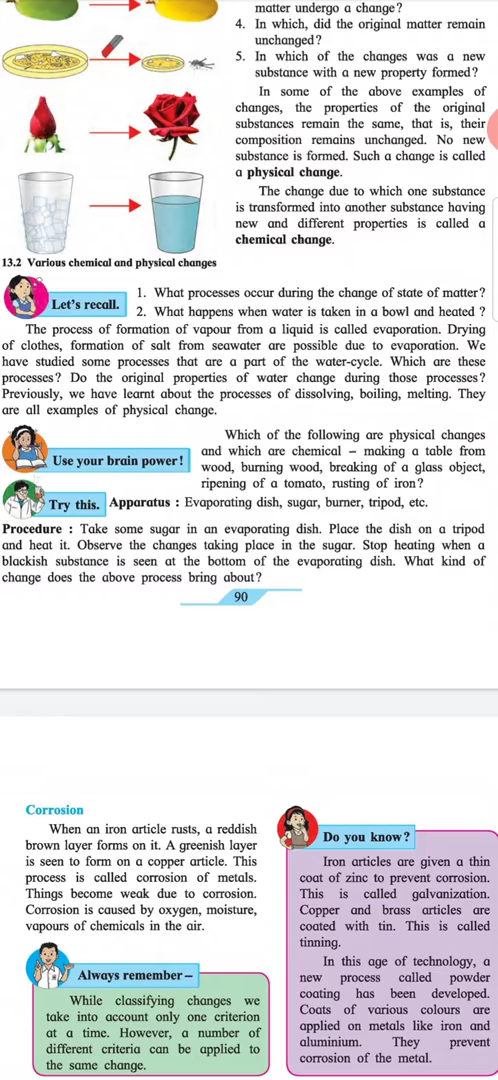 matter undergo a change?
4. In which, did the original matter remain
unchanged?
5. In which of the changes was a new
substance with a new property formed?
In some of the above examples of
changes, the properties of the original
substances remain the same, that is, their
composition remains unchanged. No new
substance is formed. Such a change is called
a physical change.
The change due to which one substance
is transformed into another substance having
new and different properties is called a
chemical change.
13.2 Various chemical and physical changes
Let's recall.
1. What processes occur during the change of state of matter?
2. What happens when water is taken in a bowl and heated ?
The process of formation of vapour from a liquid is called evaporation. Drying
of clothes, formation of salt from seawater are possible due to evaporation. We
have studied some processes that are a part of the water-cycle. Which are these
processes? Do the original properties of water change during those processes?
Previously, we have learnt about the processes of dissolving, boiling, melting. They
are all examples of physical change.
Use your brain power!
Which of the following are physical changes
and which are chemical - making a table from
wood, burning wood, breaking of a glass object,
ripening of a tomato, rusting of iron?
Try this.
Apparatus : Evaporating dish, sugar, burner, tripod, etc.
Procedure : Take some sugar in an evaporating dish. Place the dish on a tripod
and heat it. Observe the changes taking place in the sugar. Stop heating when a
blackish substance is seen at the bottom of the evaporating dish. What kind of
change does the above process bring about?
90
Corrosion
When an iron article rusts, a reddish
brown layer forms on it. A greenish layer
is seen to form on a copper article. This
process is called corrosion of metals.
Things become weak due to corrosion.
Corrosion is caused by oxygen, moisture,
vapours of chemicals in the air.
Always remember -
While classifying changes we
take into account only one criterion
at a time. However, a number of
different criteria can be applied to
the same change.
Do you know?
Iron articles are given a thin
coat of zinc to prevent corrosion.
This is called galvanization.
Copper and brass articles are
coated with tin. This is called
tinning.
In this age of technology, a
new process called powder
coating has been developed.
Coats of various colours are
applied on metals like iron and
aluminium. They prevent
corrosion of the metal.